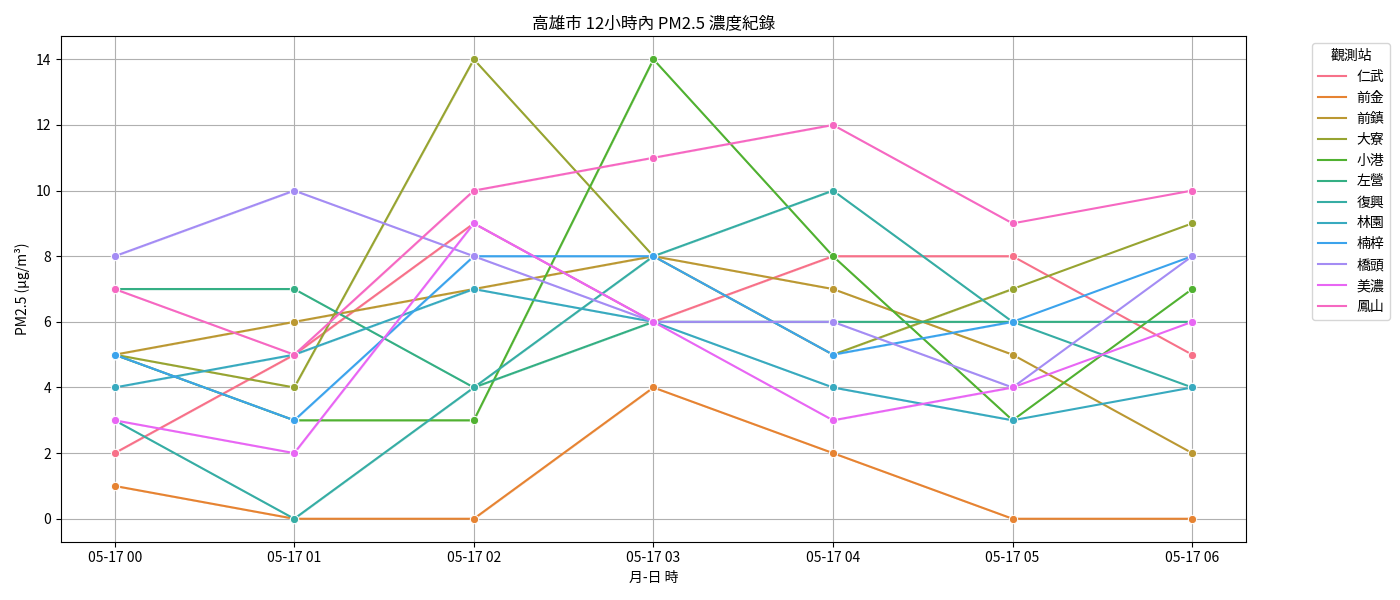 高雄市 12小時內 PM2.5 濃度紀錄
PM2.5 (μg/m³)
14
12
10
8
6
4
2
0
05-17 00 05-17 01 05-17 02 05-17 03 05-17 04 05-17 05 05-17 06
月-日 時
觀測站
仁武
前金
前鎮
大寮
小港
左營
復興
林園
楠梓
橋頭
美濃
鳳山